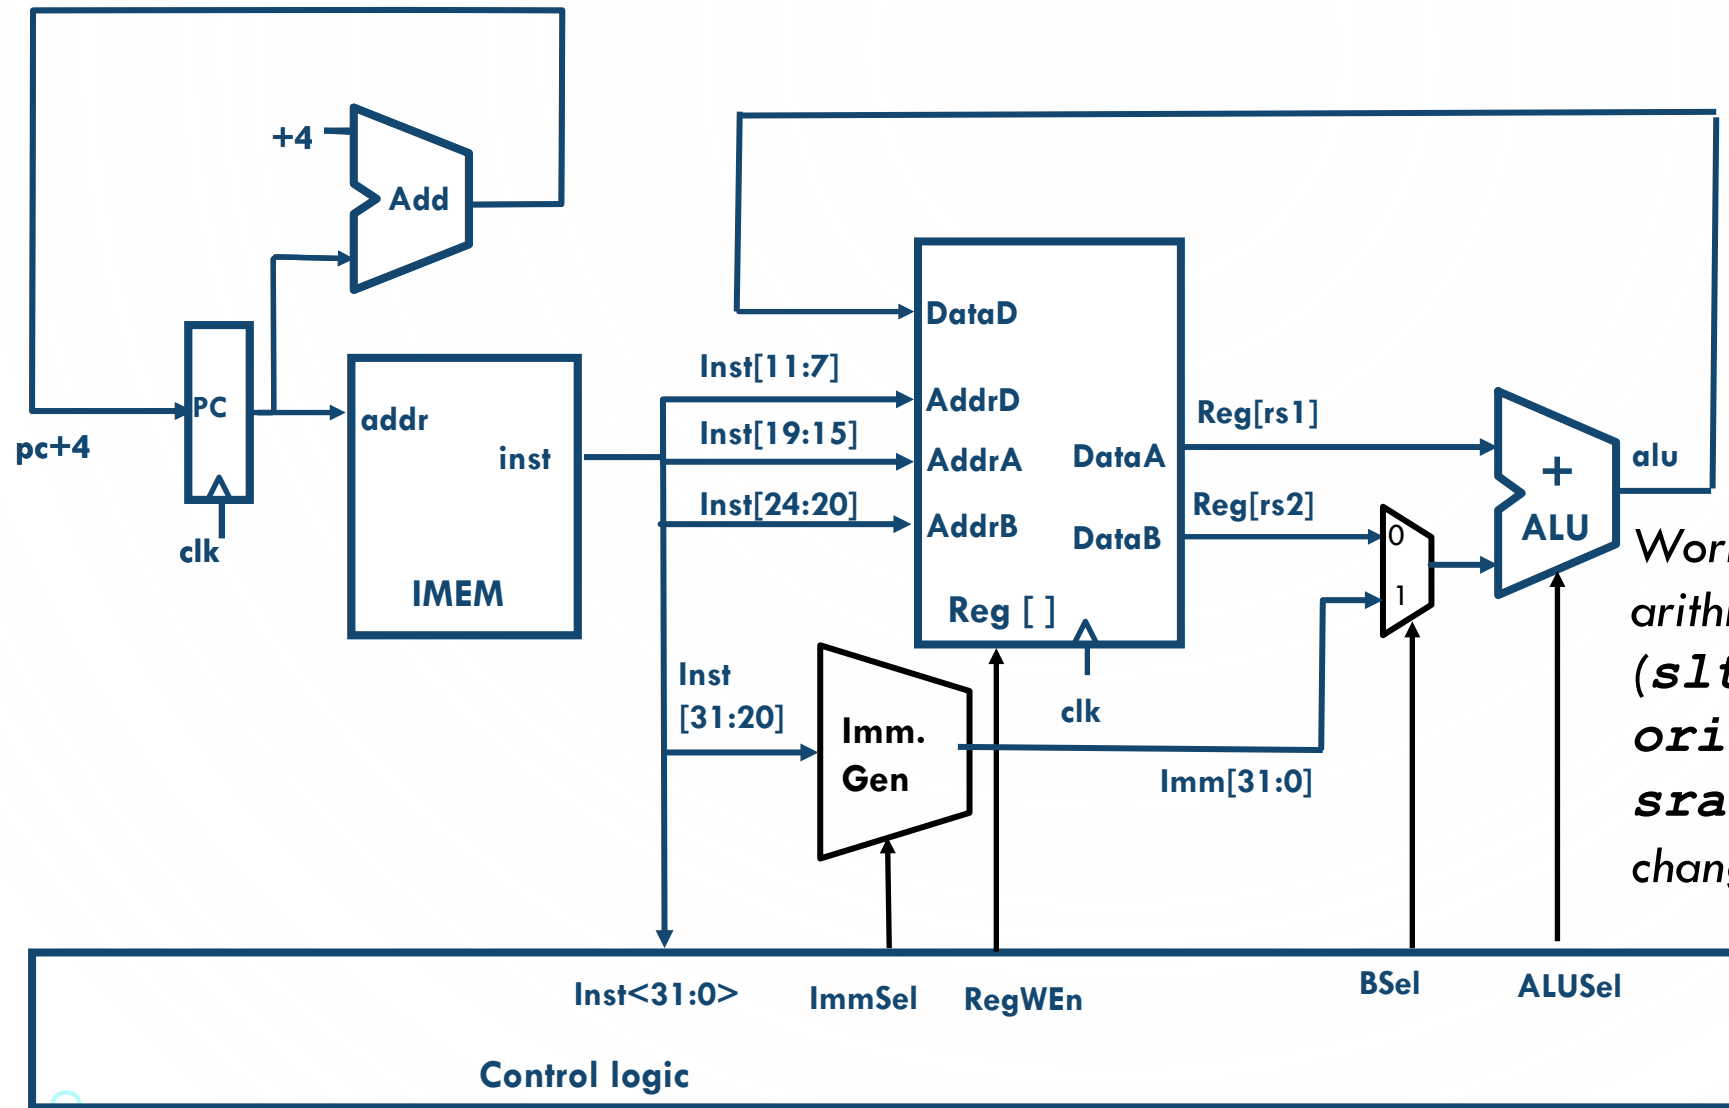 +4
Add
DataD
Inst[11:7]
PC
addr
AddrD
Reg[rs1]
pc+4
Inst[19:15]
inst
AddrA
DataA
+
alu
Inst[24:20]
AddrB
DataB
Reg[rs2]
0
ALU
clk
IMEM
Reg [ ]
1
ori
Inst
[31:20]
clk
Imm.
Gen
Imm[31:0]
Inst<31:0>
ImmSel
RegWEn
BSel
ALUSel
Control logic